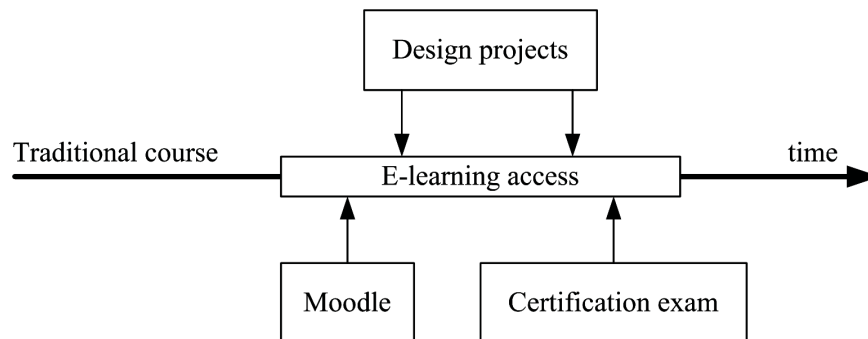 Design projects
Traditional course
time
E-learning access
Moodle
Certification exam